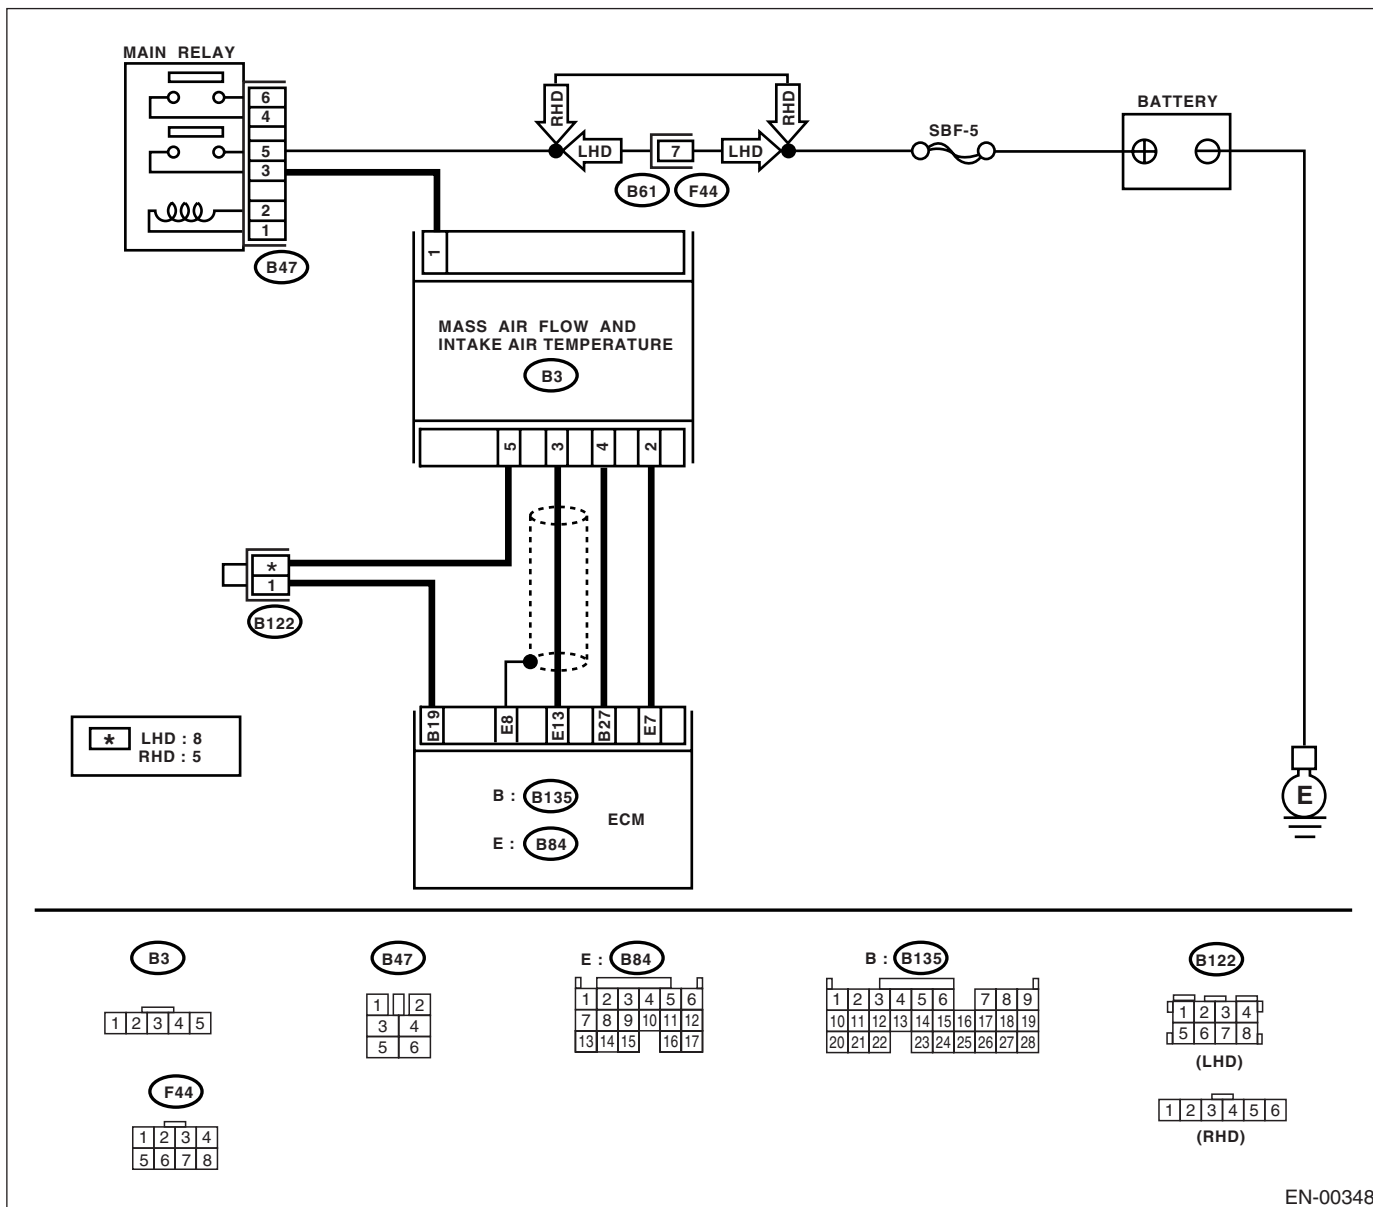 MAIN RELAY
6
4
5
3
2
1
B47
RHD
RHD
LHD
7
LHD
B61
F44
SBF-5
BATTERY
1
MASS AIR FLOW AND
INTAKE AIR TEMPERATURE
B3
5
3
4
2
*
1
B122
* LHD : 8
RHD : 5
B19
E8
E13
B27
E7
B : B135
ECM
E : B84
E
B3
1 2 3 4 5
B47
1 2
3 4
5 6
E : B84
1 2 3 4 5 6
7 8 9 10 11 12
13 14 15 16 17
B : B135
1 2 3 4 5 6 7 8 9
10 11 12 13 14 15 16 17 18 19
20 21 22 23 24 25 26 27 28
B122
1 2 3 4
5 6 7 8
(LHD)
F44
1 2 3 4
5 6 7 8
1 2 3 4 5 6
(RHD)
EN-00348